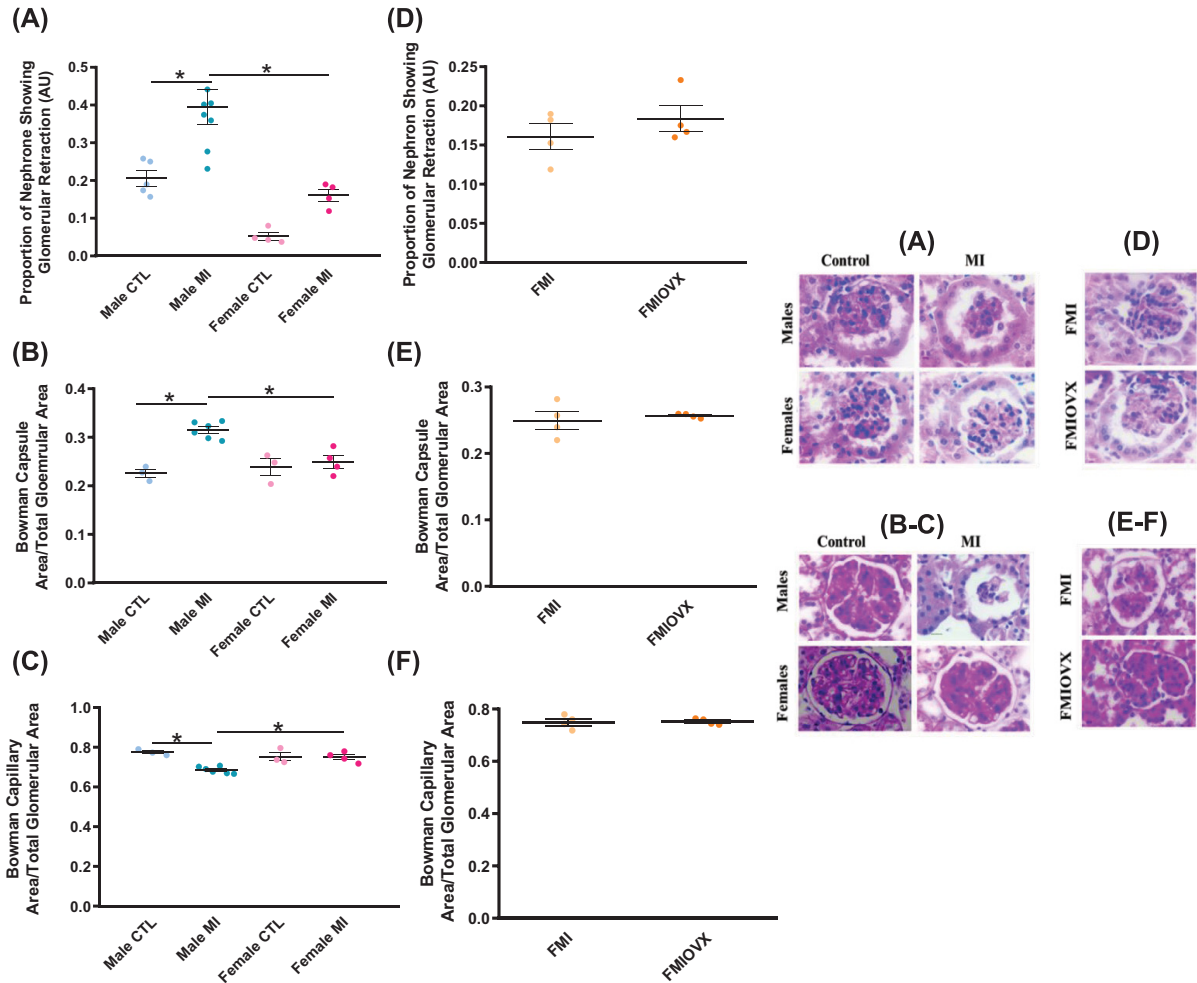 (A)
Proportion of Nephrone Showing
Glomerular Retraction (AU)
0.5
0.4
0.3
0.2
0.1
0.0
*
*
Male CTL
Male MI
Female CTL
Female MI
(D)
Proportion of Nephron Showing
Glomerular Retraction (AU)
0.25
0.20
0.15
0.10
0.05
0.00
FMI
FMIOVX
(B)
Bowman Capsule
Area/Total Gloemrular Area
0.4
0.3
0.2
0.1
0.0
*
*
Male CTL
Male MI
Female CTL
Female MI
(E)
Bowman Capsule
Area/Total Glomerular Area
0.3
0.2
0.1
0.0
FMI
FMIOVX
(C)
Bowman Capillary
Area/Total Glomerular Area
1.0
0.8
0.6
0.4
0.2
0.0
*
*
Male CTL
Male MI
Female CTL
Female MI
(F)
Bowman Capillary
Area/Total Glomerular Area
0.8
0.6
0.4
0.2
0.0
FMI
FMIOVX
(A)
Control
MI
Males
Females
(D)
FMI
FMIOVX
(B-C)
Control
MI
Males
Females
(E-F)
FMI
FMIOVX